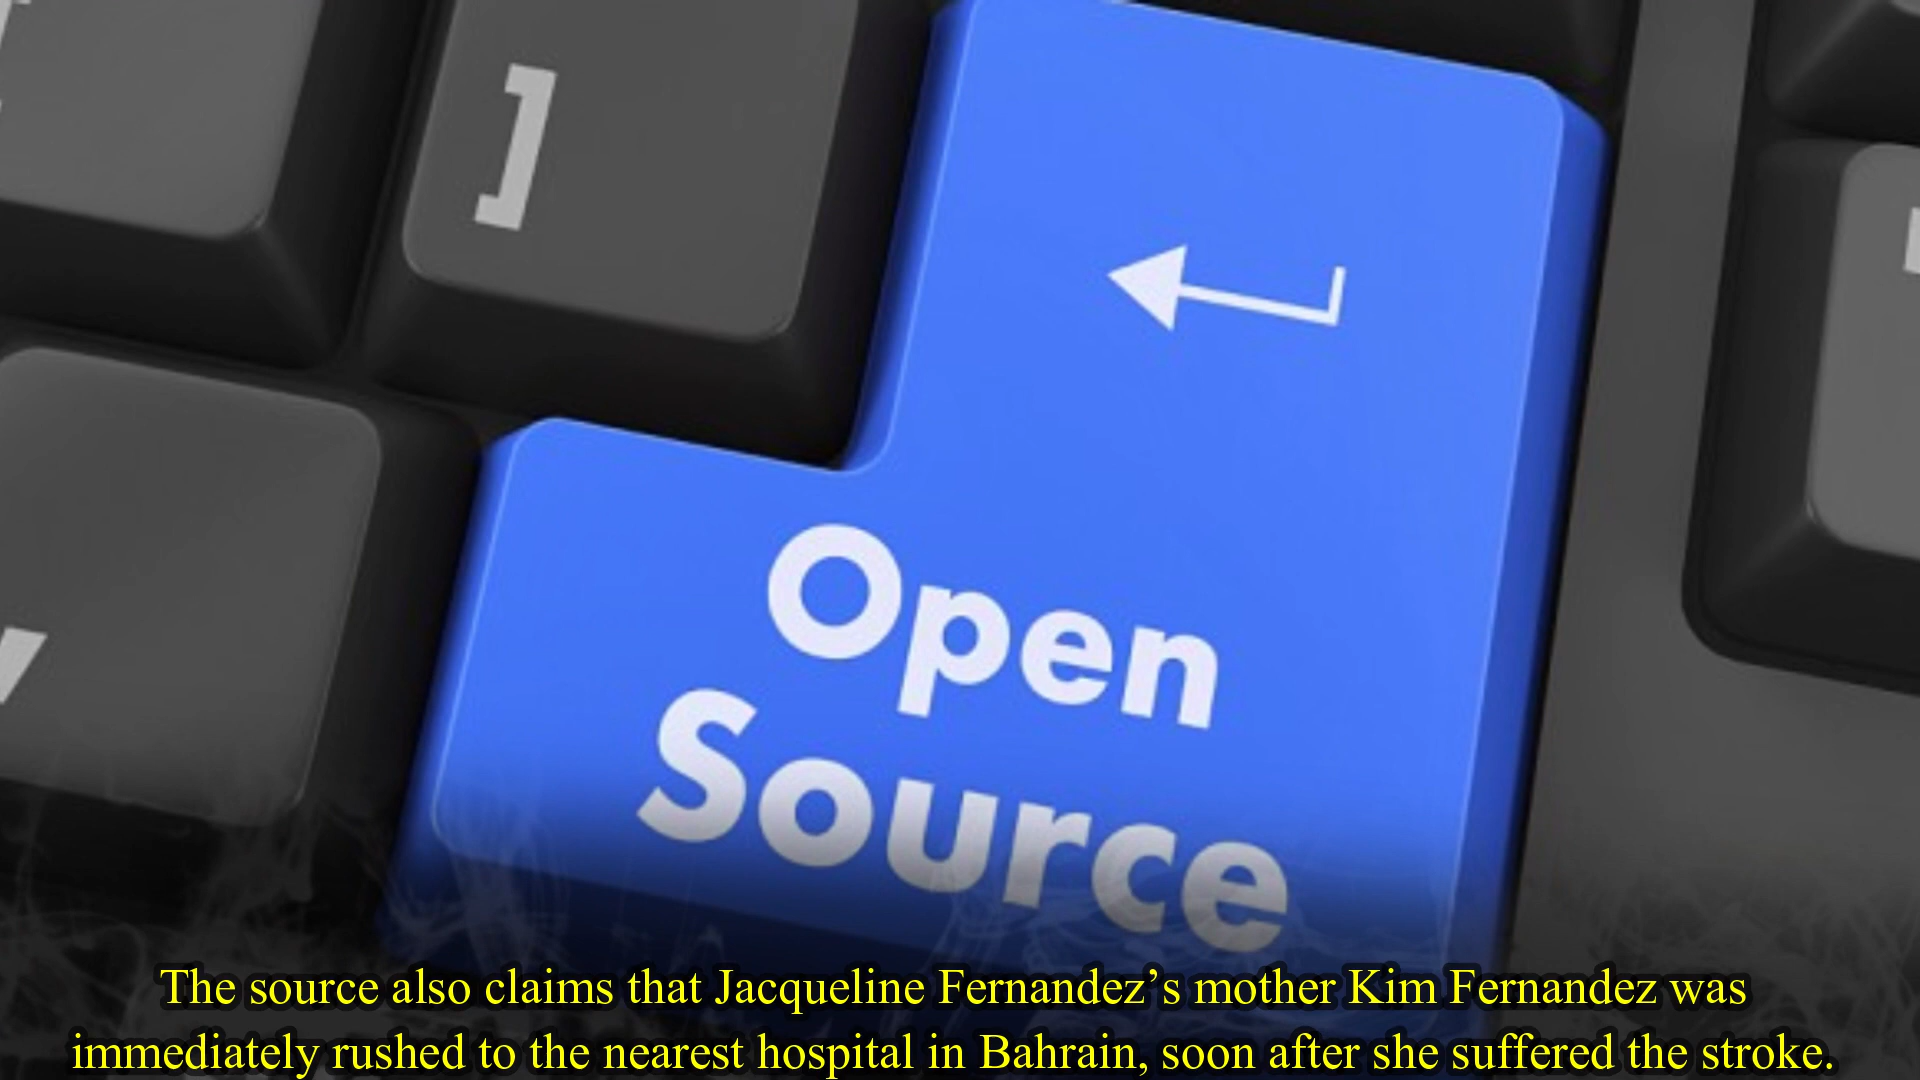 ]
Open
Source
The source also claims that Jacqueline Fernandez’s mother Kim Fernandez was
immediately rushed to the nearest hospital in Bahrain, soon after she suffered the stroke.